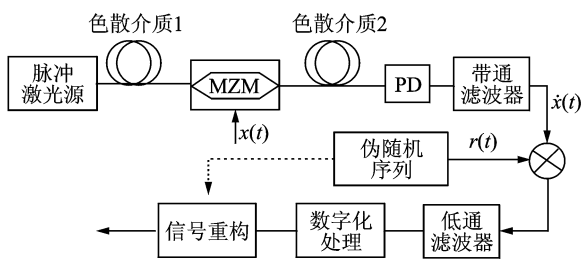 色散介质1
色散介质2
脉冲
激光源
MZM
PD
带通
滤波器
ẋ(t)
x(t)
伪随机
序列
r(t)
信号重构
数字化
处理
低通
滤波器